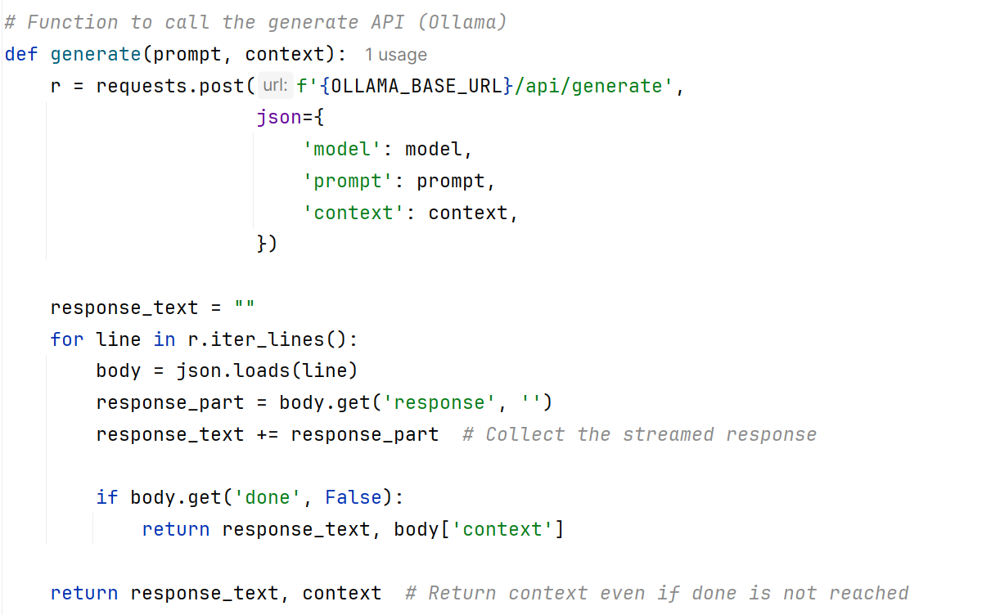 # Function to call the generate API (Ollama)
def generate(prompt, context):  1 usage
    r = requests.post( url: f'{OLLAMA_BASE_URL}/api/generate',
                      json={
                          'model': model,
                          'prompt': prompt,
                          'context': context,
                      })
    response_text = ""
    for line in r.iter_lines():
        body = json.loads(line)
        response_part = body.get('response', '')
        response_text += response_part  # Collect the streamed response
        if body.get('done', False):
            return response_text, body['context']
    return response_text, context  # Return context even if done is not reached